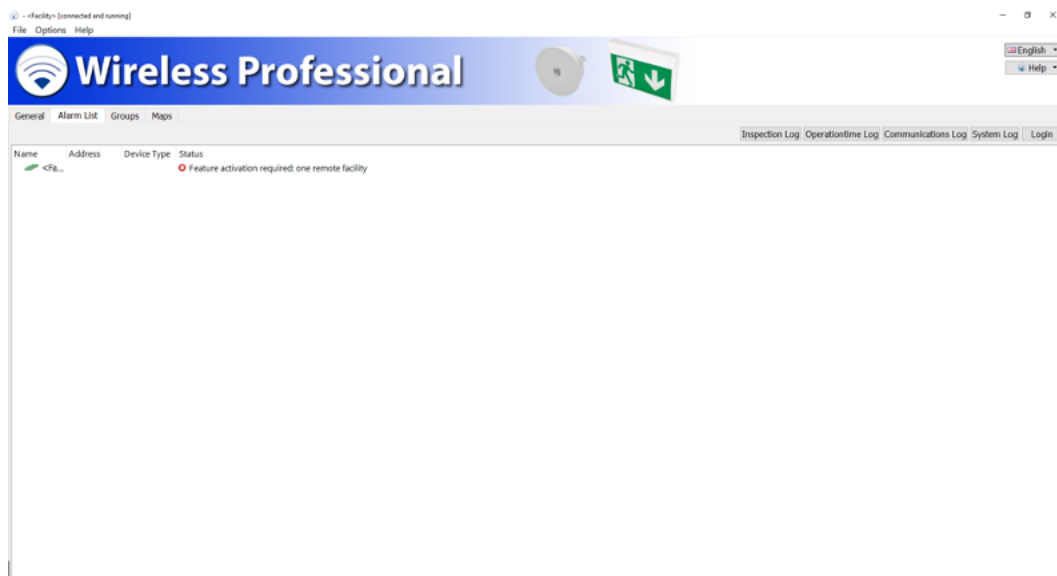 - <Facility> [connected and running]
File Options Help
Wireless Professional
English
Help
General Alarm List Groups Maps
Inspection Log Operationtime Log Communications Log System Log Login
Name Address Device Type Status
<Fa... Feature activation required: one remote facility